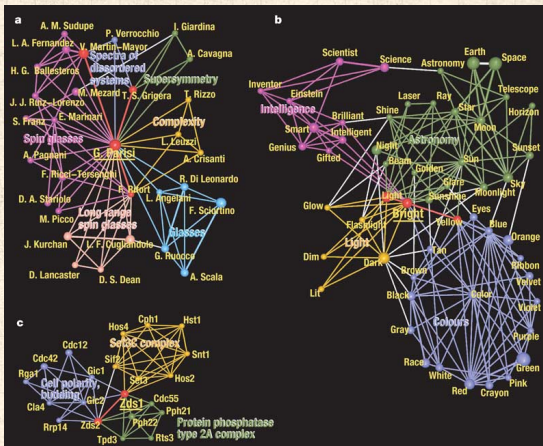 a
A. M. Sudupe
P. Verrocchio
I. Giardina
L. A. Fernandez
V. Martin-Mayor
Spectra of
dissordered
systems
A. Cavagna
H. G. Ballesteros
Supersymmetry
M. Mezard
T. S. Grigera
J. J. Ruiz-Lorenzo
T. Rizzo
E. Marinari
Complexity
S. Franz
Spin glasses
L. Leuzzi
G. Parisi
A. Pagnani
A. Crisanti
F. Ricci-Tersenghi
R. Di Leonardo
F. Ritort
L. Angelani
D. A. Stariolo
F. Sciortino
M. Picco
Long-range
spin glasses
Glasses
J. Kurchan
L. F. Cugliandolo
G. Ruocco
D. Lancaster
D. S. Dean
A. Scala
b
Earth
Scientist
Science
Astronomy
Space
Inventor
Einstein
Laser
Ray
Telescope
Intelligence
Brilliant
Shine
Star
Horizon
Smart
Intelligent
Moon
Genius
Night
Astronomy
Gifted
Beam
Golden
Sun
Sunset
Glare
Sky
Light
Sunshine
Moonlight
Glow
Bright
Eyes
Flashlight
Yellow
Blue
Light
Orange
Dim
Dark
Tan
Brown
Ribbon
Velvet
Lit
Black
Color
Violet
Gray
Colours
Purple
Race
Green
White
Pink
Red
Crayon
c
Cph1
Hst1
Cdc12
Hos4
Set3C complex
Cdc42
Snt1
Rga1
Gic1
Sif2
Cell polarity,
budding
Set3
Hos2
Cla4
Gic2
Zds1
Cdc55
Pph21
Rrp14
Zds2
Pph22
Protein phosphatase
type 2A complex
Tpd3
Rts3